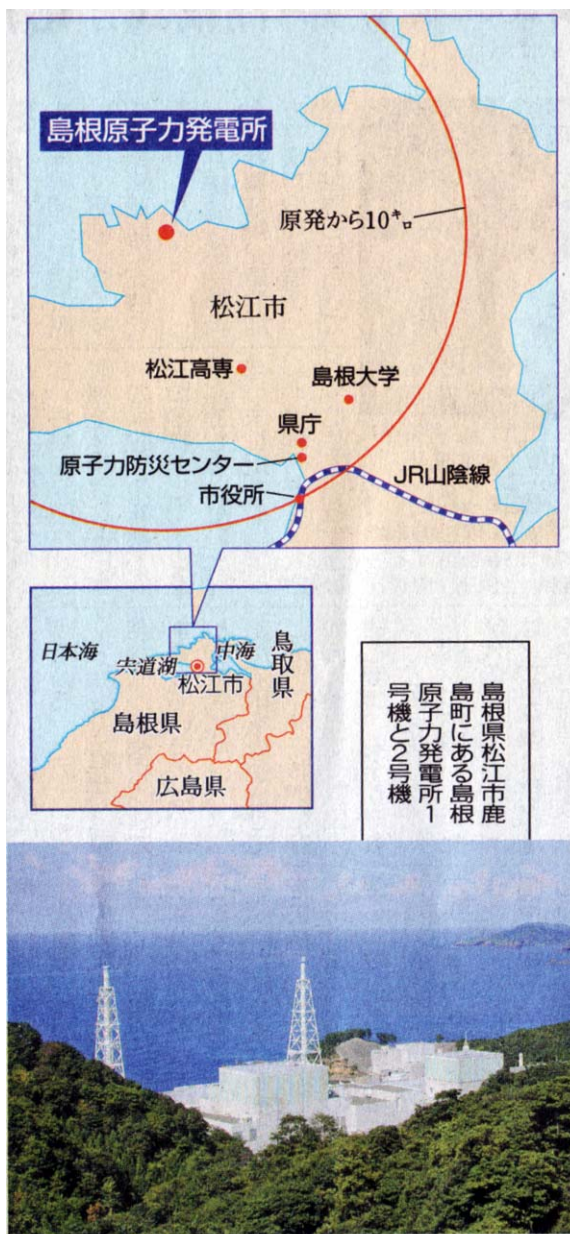 島根原子力発電所
原発から10㌔
松江市
松江高専
島根大学
県庁
原子力防災センター
JR山陰線
市役所
日本海
宍道湖
中海
鳥取県
松江市
島根県
広島県
島根県松江市鹿
島町にある島根
原子力発電所1
号機と2号機